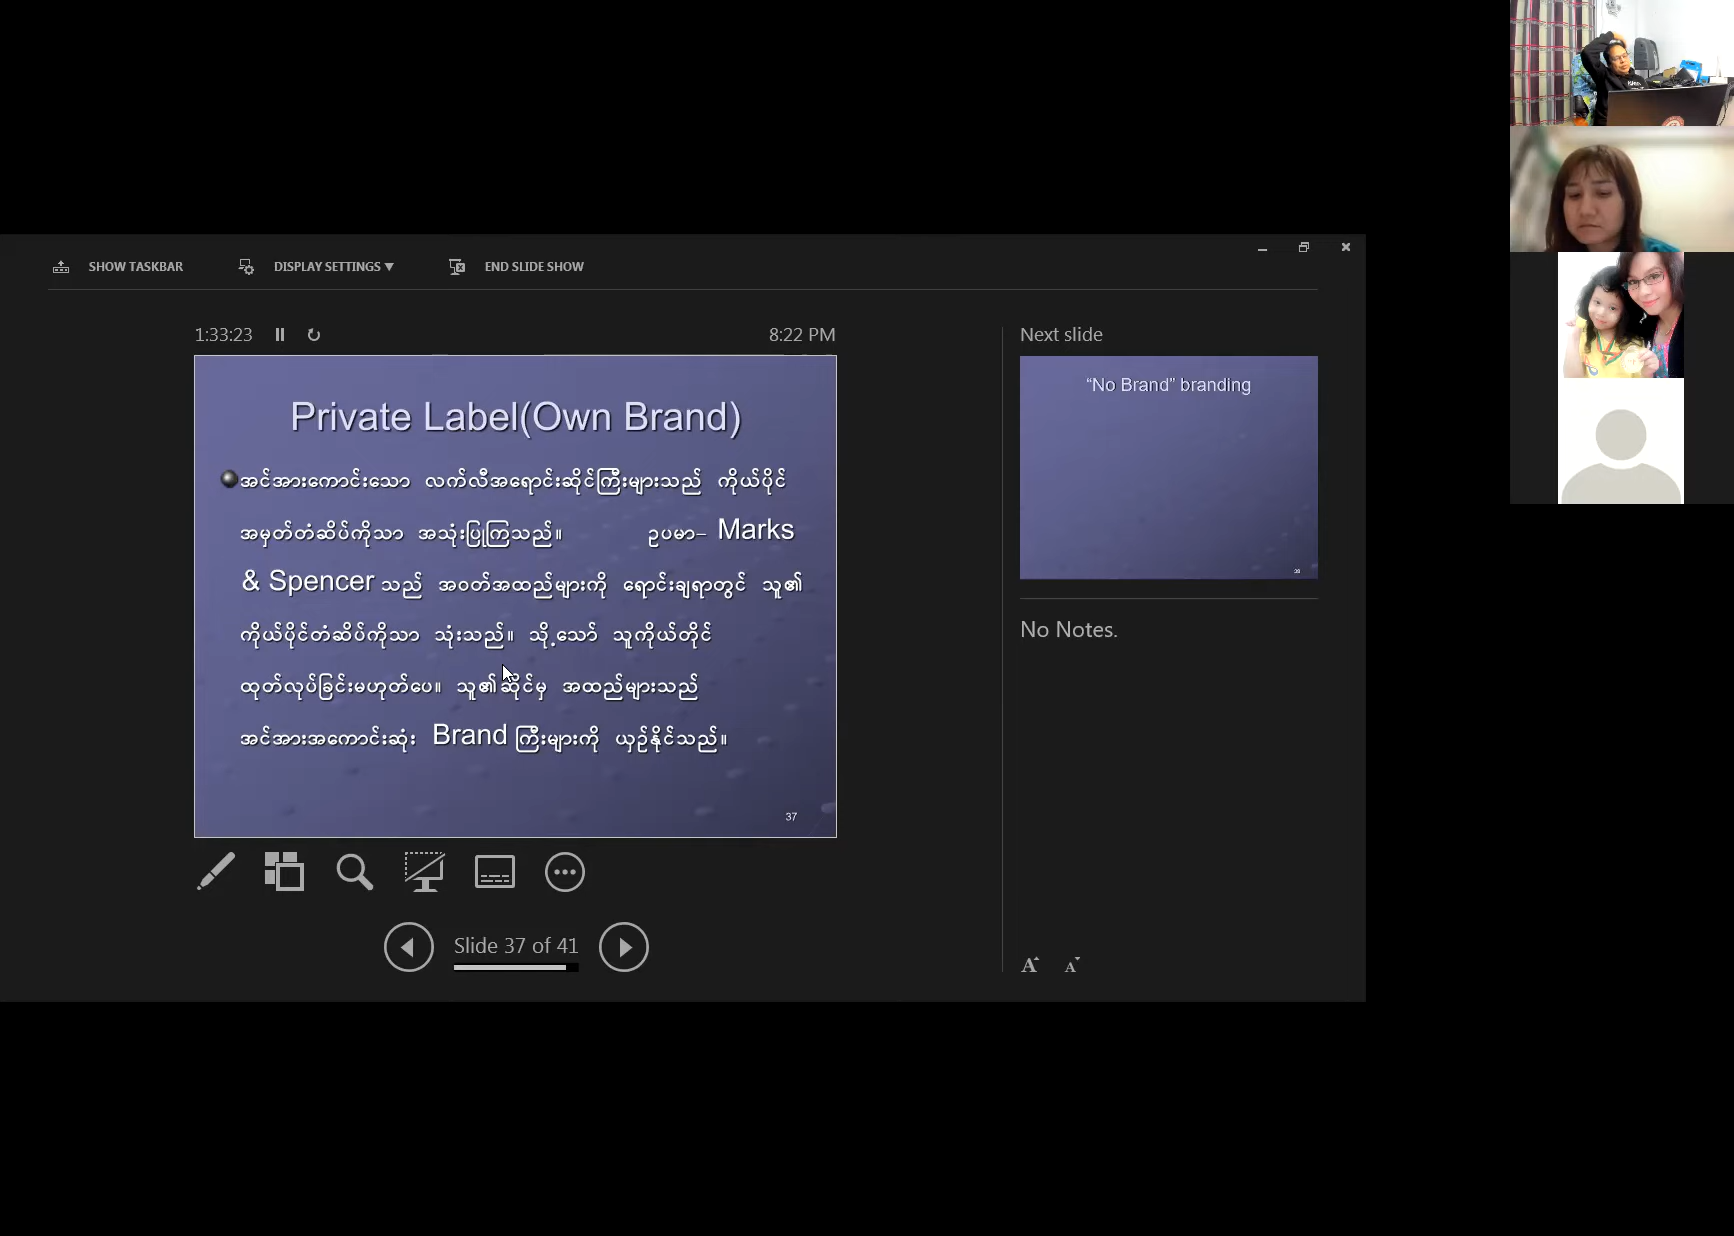 SHOW TASKBAR
DISPLAY SETTINGS ▼
END SLIDE SHOW
1:33:23
8:22 PM
Private Label(Own Brand)
အင်အားကောင်းသော လက်လီအရောင်းဆိုင်ကြီးများသည် ကိုယ်ပိုင်
အမှတ်တံဆိပ်ကိုသာ အသုံးပြုကြသည်။ ဥပမာ– Marks
& Spencer သည် အဝတ်အထည်များကို ရောင်းချရာတွင် သူ၏
ကိုယ်ပိုင်တံဆိပ်ကိုသာ သုံးသည်။ သို့သော် သူကိုယ်တိုင်
ထုတ်လုပ်ခြင်းမဟုတ်ပေ။ သူ၏ဆိုင်မှ အထည်များသည်
အင်အားအကောင်းဆုံး Brand ကြီးများကို ယှဉ်နိုင်သည်။
37
Slide 37 of 41
Next slide
“No Brand” branding
38
No Notes.